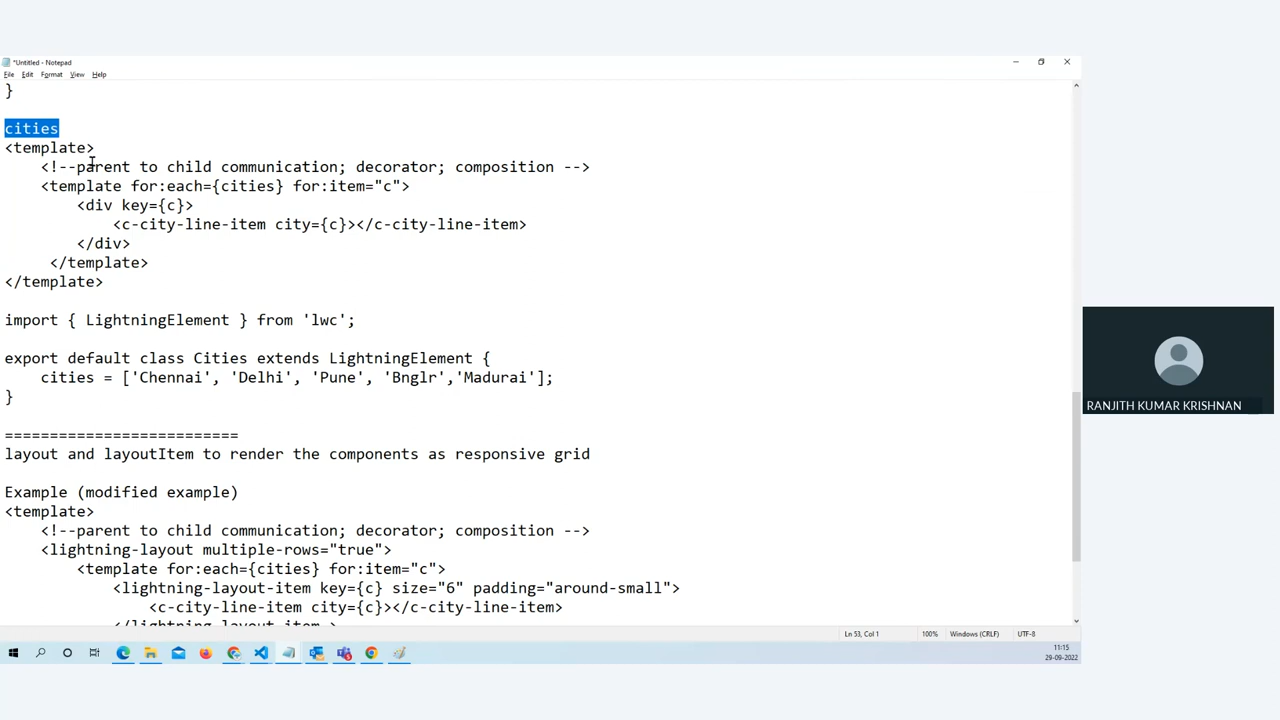 *Untitled - Notepad
File Edit Format View Help
}
cities
<template>
<!--parent to child communication; decorator; composition -->
<template for:each={cities} for:item="c">
<div key={c}>
<c-city-line-item city={c}></c-city-line-item>
</div>
</template>
</template>
import { LightningElement } from 'lwc';
export default class Cities extends LightningElement {
cities = ['Chennai', 'Delhi', 'Pune', 'Bnglr','Madurai'];
}
==========================
layout and layoutItem to render the components as responsive grid
Example (modified example)
<template>
<!--parent to child communication; decorator; composition -->
<lightning-layout multiple-rows="true">
<template for:each={cities} for:item="c">
<lightning-layout-item key={c} size="6" padding="around-small">
<c-city-line-item city={c}></c-city-line-item>
</lightning-layout-item >
RANJITH KUMAR KRISHNAN
Ln 53, Col 1 100% Windows (CRLF) UTF-8
11:15
29-09-2022